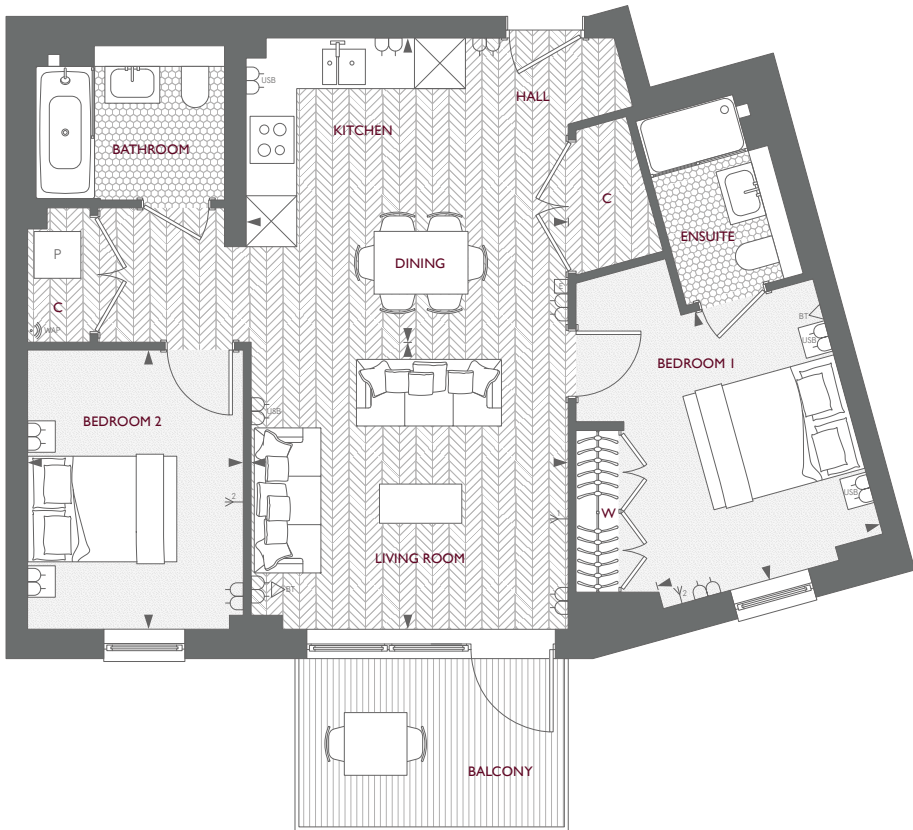 USB
HALL
KITCHEN
BATHROOM
C
ENSUITE
P
DINING
C
WAP
BT
USB
BEDROOM 1
BEDROOM 2
USB
2
USB
W
1
LIVING ROOM
BT
2
BALCONY